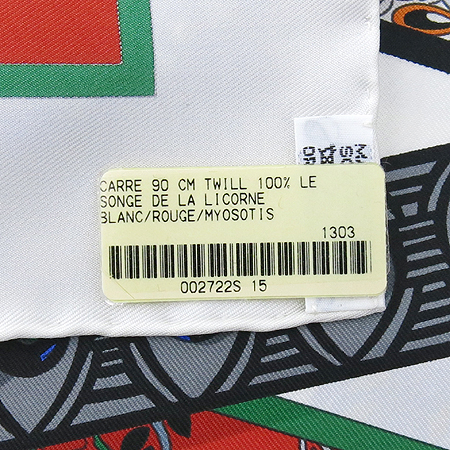 CARRE 90 CM TWILL 100% LE
SONGE DE LA LICORNE
BLANC/ROUGE/MYOSOTIS
1303
002722S 15